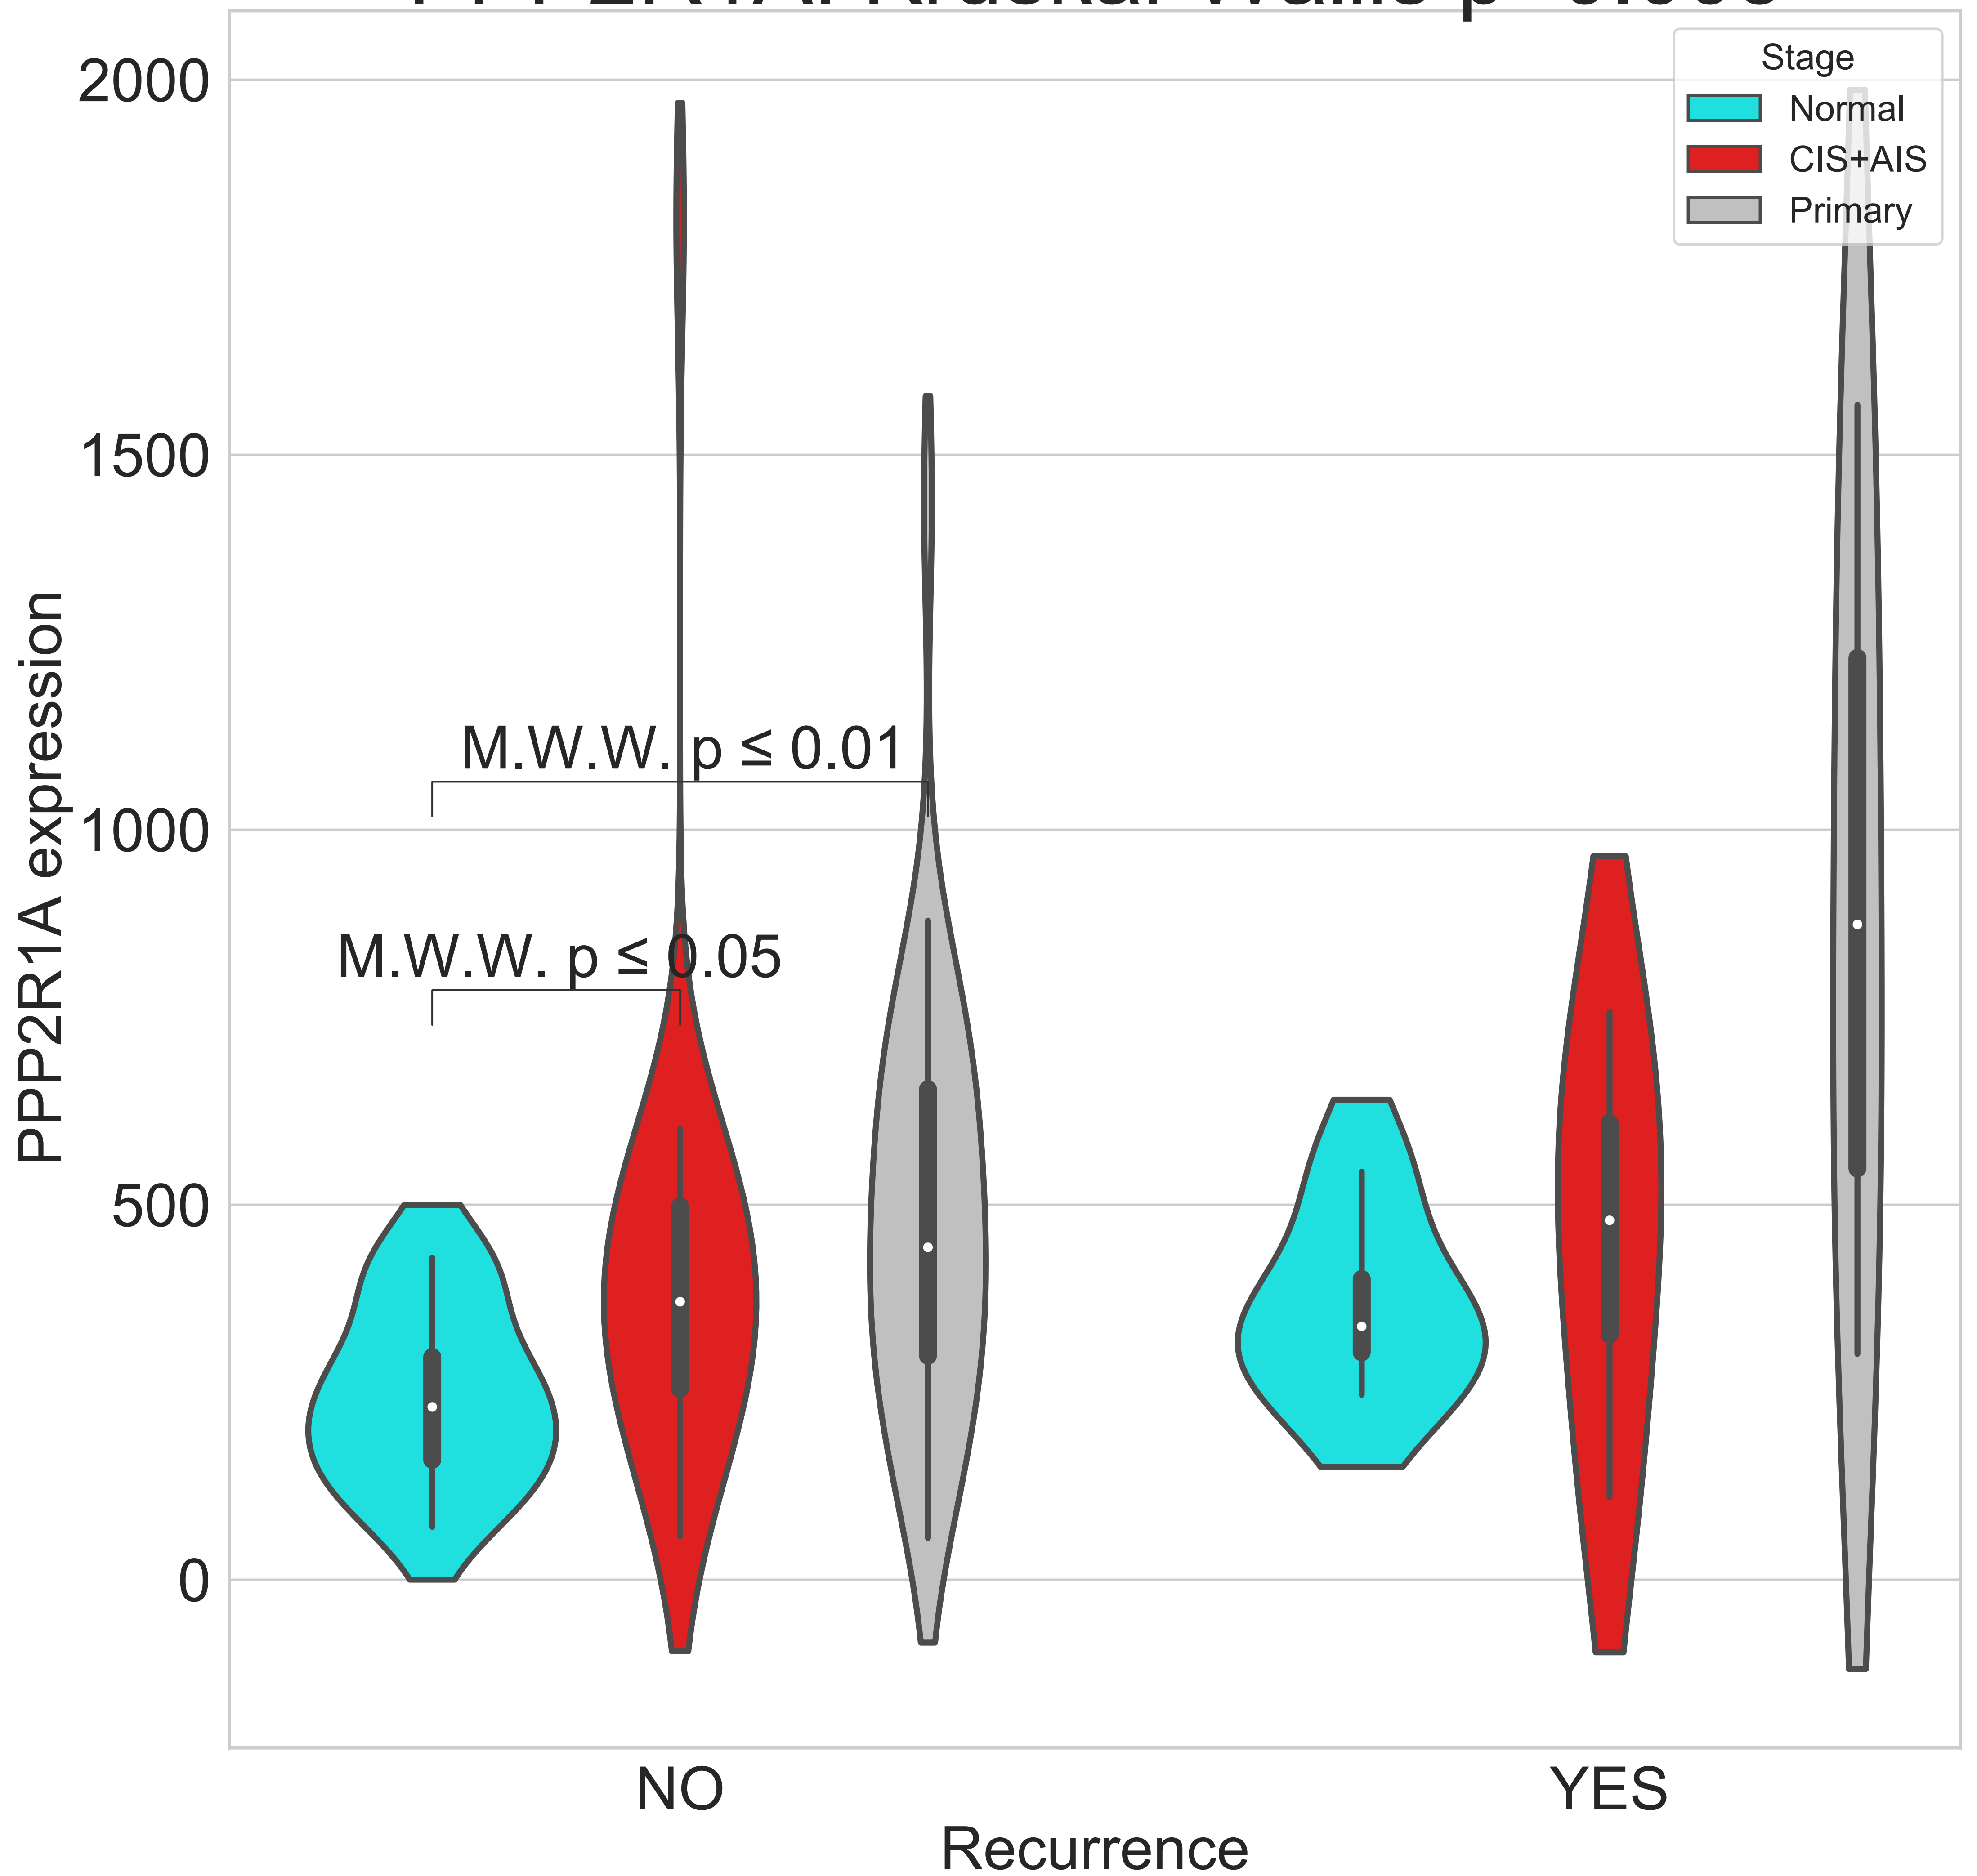 Stage
Normal
CIS+AIS
Primary
2000
1500
1000
500
0
PPP2R1A expression
M.W.W. p ≤ 0.01
M.W.W. p ≤ 0.05
NO
YES
Recurrence